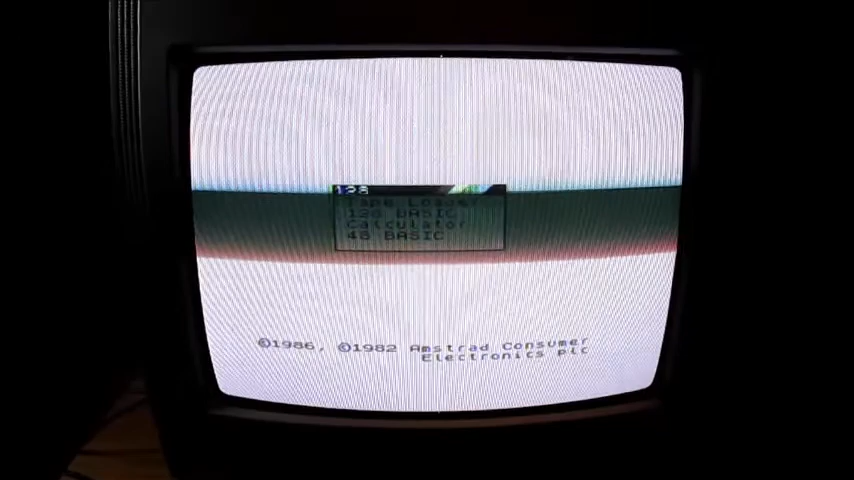 128
Tape Loader
128 BASIC
Calculator
48 BASIC
©1986, ©1982 Amstrad Consumer
Electronics plc